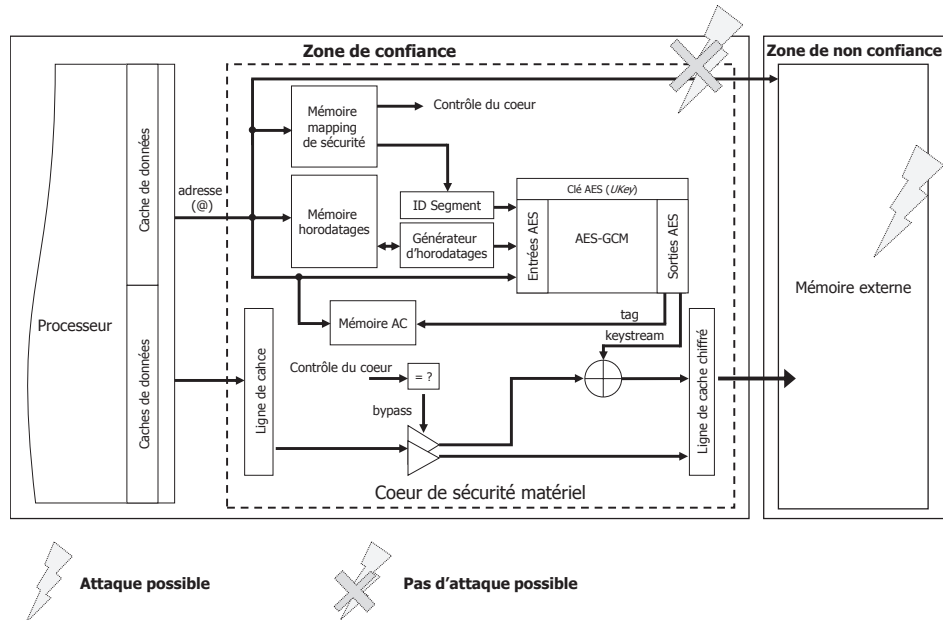 Zone de confiance
Zone de non confiance
Cache de données
Caches de données
Processeur
adresse
(@)
Mémoire
mapping
de sécurité
Contrôle du coeur
Mémoire
horodatages
ID Segment
Générateur
d'horodatages
Clé AES (UKey)
Entrées AES
AES-GCM
Sorties AES
Mémoire AC
tag
keystream
Ligne de cahce
Contrôle du coeur
= ?
bypass
Ligne de cache chiffré
Coeur de sécurité matériel
Mémoire externe
Attaque possible
Pas d'attaque possible